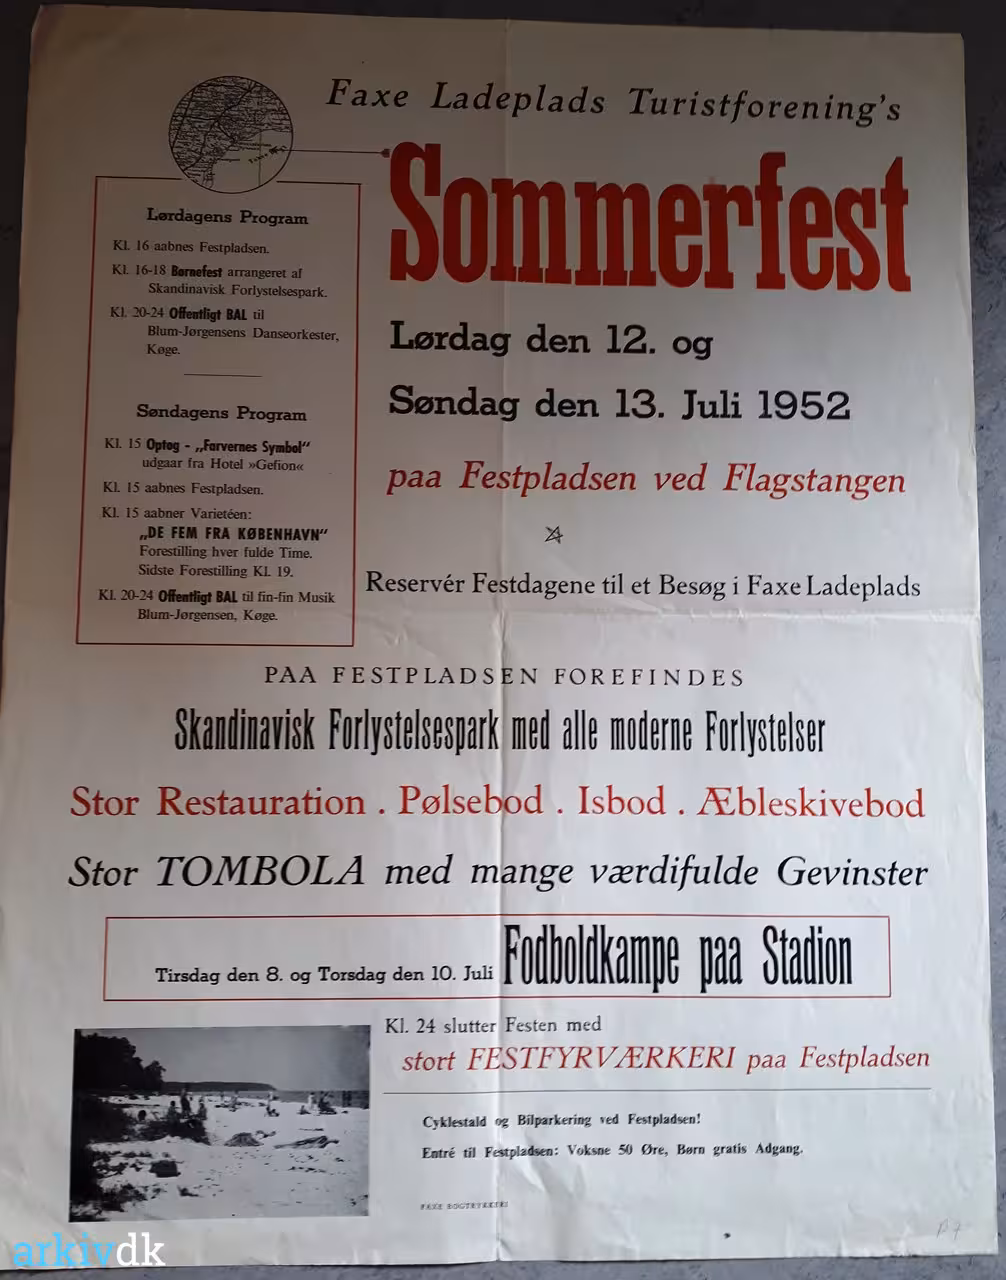 Faxe Ladeplads Turistforening's
Sommerfest
Lørdag den 12. og
Søndag den 13. Juli 1952
paa Festpladsen ved Flagstangen
Reservér Festdagene til et Besøg i Faxe Ladeplads
Lørdagens Program
Kl. 16 aabnes Festpladsen.
Kl. 16-18 Børnefest arrangeret af
Skandinavisk Forlystelsespark.
Kl. 20-24 Offentligt BAL til
Blum-Jørgensens Danseorkester,
Køge.
Søndagens Program
Kl. 15 Optog - „Farvernes Symbol"
udgaar fra Hotel »Gefion«
Kl. 15 aabnes Festpladsen.
Kl. 15 aabner Varietéen:
„DE FEM FRA KØBENHAVN"
Forestilling hver fulde Time.
Sidste Forestilling Kl. 19.
Kl. 20-24 Offentligt BAL til fin-fin Musik
Blum-Jørgensen, Køge.
PAA FESTPLADSEN FOREFINDES
Skandinavisk Forlystelsespark med alle moderne Forlystelser
Stor Restauration . Pølsebod . Isbod . Æbleskivebod
Stor TOMBOLA med mange værdifulde Gevinster
Tirsdag den 8. og Torsdag den 10. Juli Fodboldkampe paa Stadion
Kl. 24 slutter Festen med
stort FESTFYRVÆRKERI paa Festpladsen
Cyklestald og Bilparkering ved Festpladsen!
Entré til Festpladsen: Voksne 50 Øre, Børn gratis Adgang.
FAXE BOGTRYKKERI
arkivdk